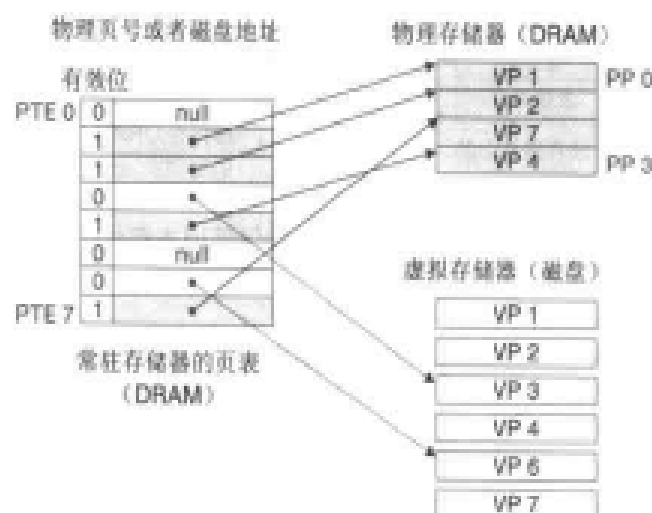 物理页号或者磁盘地址
有效位
PTE 0 0 null
1
1
0
1
0 null
0
PTE 7 1
常驻存储器的页表
(DRAM)
物理存储器(DRAM)
VP 1 PP 0
VP 2
VP 7
VP 4 PP 3
虚拟存储器(磁盘)
VP 1
VP 2
VP 3
VP 4
VP 6
VP 7